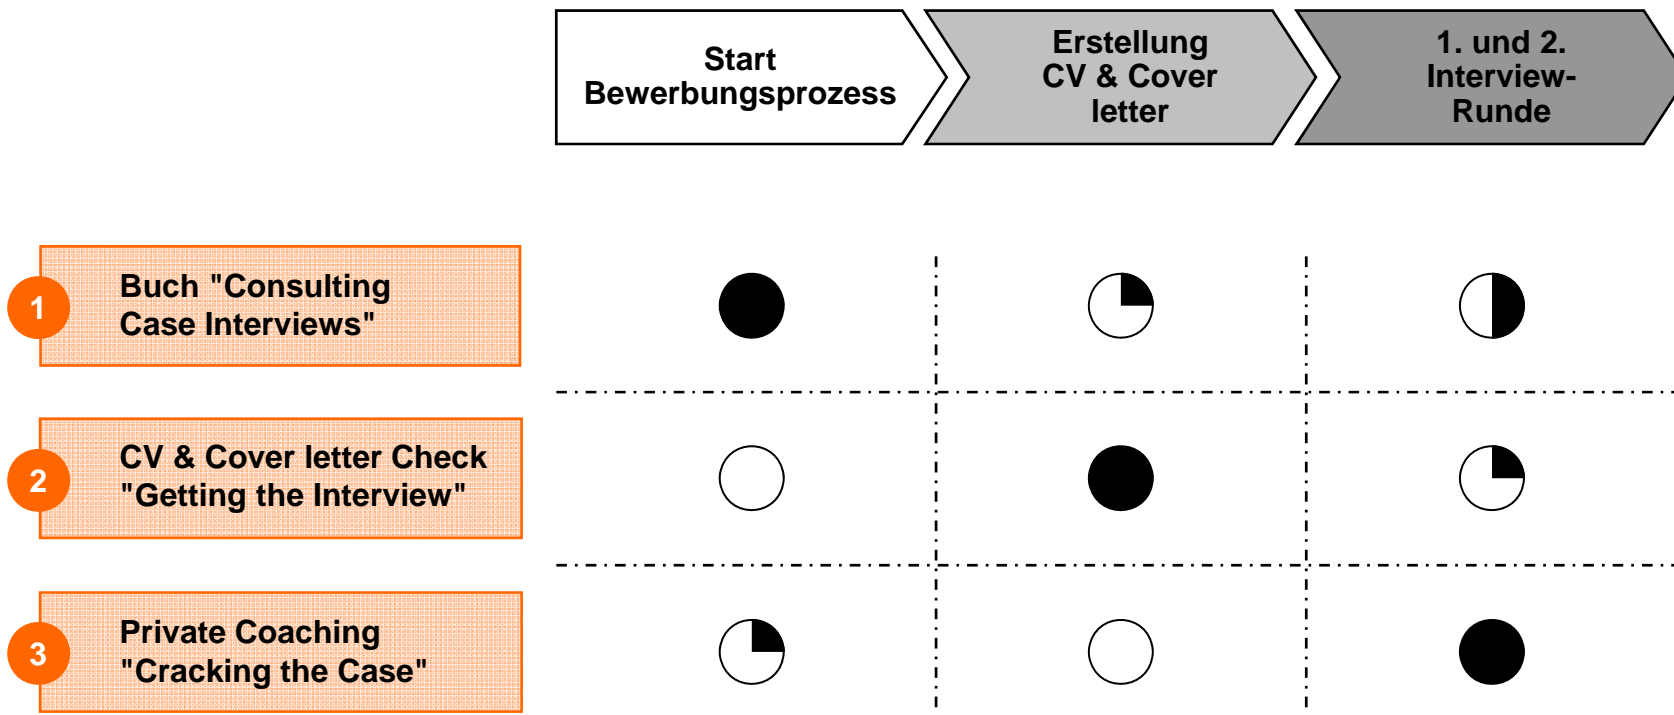 Start
Bewerbungsprozess
Erstellung
CV & Cover
letter
1. und 2.
Interview-
Runde
1
Buch "Consulting
Case Interviews"
2
CV & Cover letter Check
"Getting the Interview"
3
Private Coaching
"Cracking the Case"